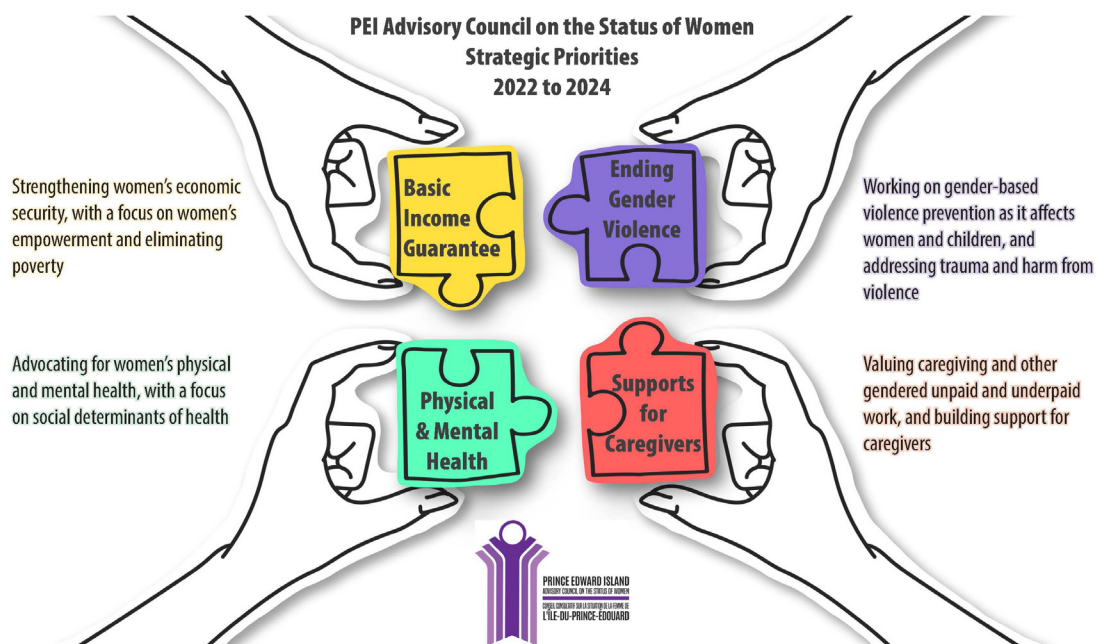 PEI Advisory Council on the Status of Women
Strategic Priorities
2022 to 2024
Strengthening women’s economic
security, with a focus on women’s
empowerment and eliminating
poverty
Basic
Income
Guarantee
Ending
Gender
Violence
Working on gender-based
violence prevention as it affects
women and children, and
addressing trauma and harm from
violence
Advocating for women’s physical
and mental health, with a focus
on social determinants of health
Physical
& Mental
Health
Supports
for
Caregivers
Valuing caregiving and other
gendered unpaid and underpaid
work, and building support for
caregivers
PRINCE EDWARD ISLAND
ADVISORY COUNCIL ON THE STATUS OF WOMEN
CONSEIL CONSULTATIF SUR LA SITUATION DE LA FEMME DE
L'ÎLE-DU-PRINCE-ÉDOUARD